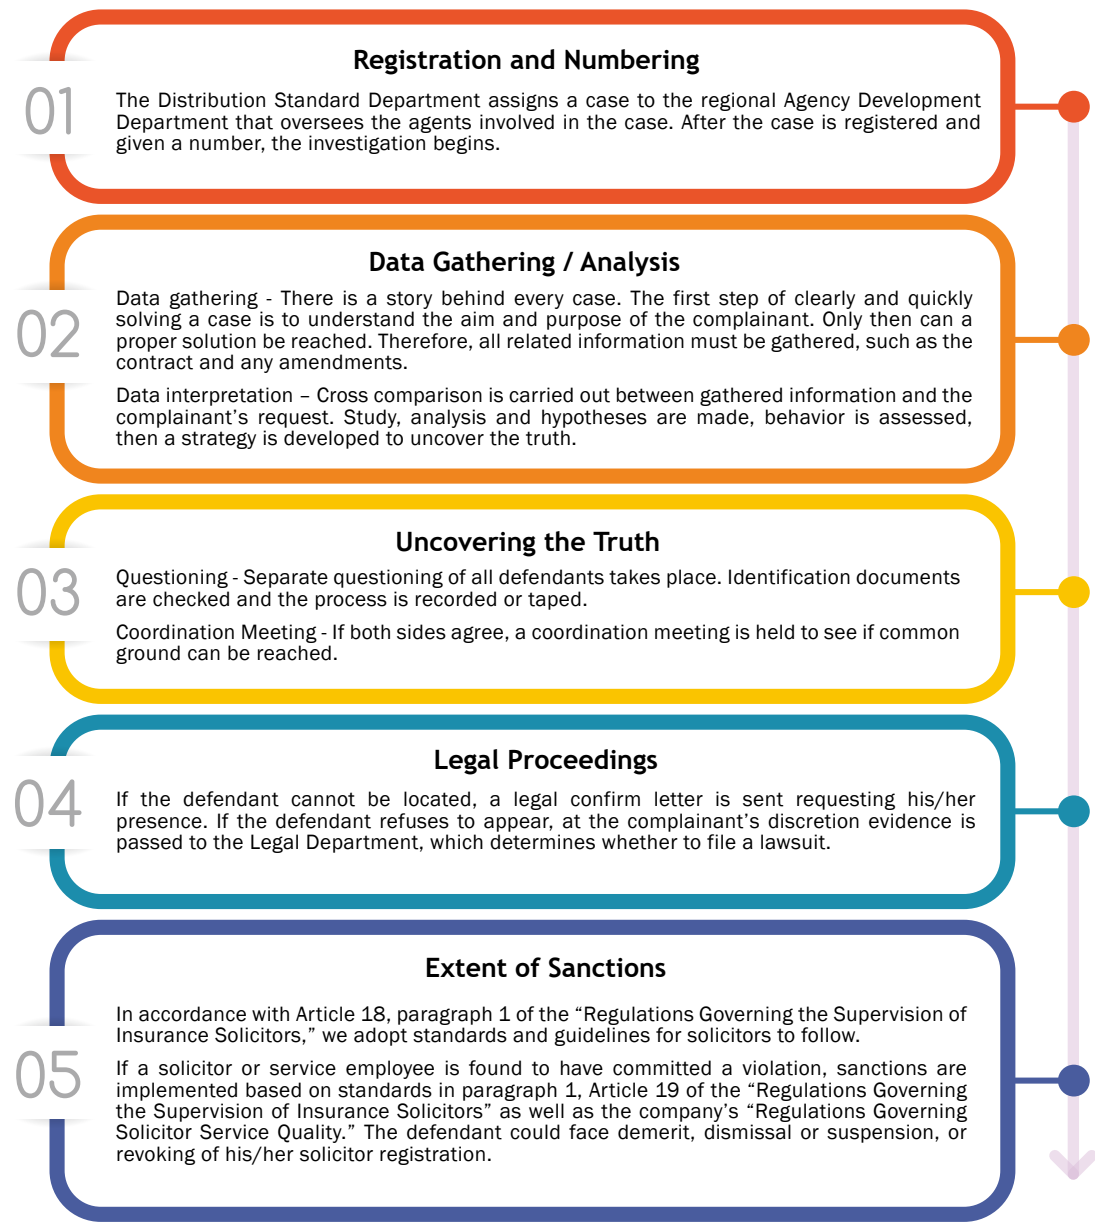 01
Registration and Numbering
The Distribution Standard Department assigns a case to the regional Agency Development
Department that oversees the agents involved in the case. After the case is registered and
given a number, the investigation begins.
02
Data Gathering / Analysis
Data gathering - There is a story behind every case. The first step of clearly and quickly
solving a case is to understand the aim and purpose of the complainant. Only then can a
proper solution be reached. Therefore, all related information must be gathered, such as the
contract and any amendments.
Data interpretation – Cross comparison is carried out between gathered information and the
complainant’s request. Study, analysis and hypotheses are made, behavior is assessed,
then a strategy is developed to uncover the truth.
03
Uncovering the Truth
Questioning - Separate questioning of all defendants takes place. Identification documents
are checked and the process is recorded or taped.
Coordination Meeting - If both sides agree, a coordination meeting is held to see if common
ground can be reached.
04
Legal Proceedings
If the defendant cannot be located, a legal confirm letter is sent requesting his/her
presence. If the defendant refuses to appear, at the complainant’s discretion evidence is
passed to the Legal Department, which determines whether to file a lawsuit.
05
Extent of Sanctions
In accordance with Article 18, paragraph 1 of the “Regulations Governing the Supervision of
Insurance Solicitors,” we adopt standards and guidelines for solicitors to follow.
If a solicitor or service employee is found to have committed a violation, sanctions are
implemented based on standards in paragraph 1, Article 19 of the “Regulations Governing
the Supervision of Insurance Solicitors” as well as the company’s “Regulations Governing
Solicitor Service Quality.” The defendant could face demerit, dismissal or suspension, or
revoking of his/her solicitor registration.